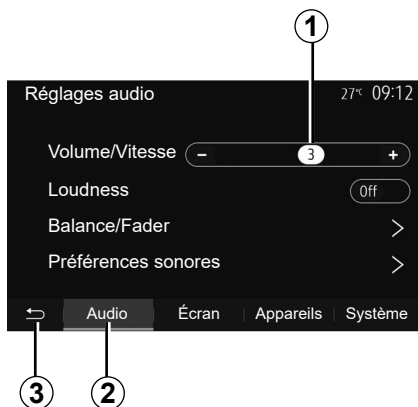 1
Réglages audio 27°C 09:12
Volume/Vitesse - 3 +
Loudness Off
Balance/Fader >
Préférences sonores >
Audio Écran Appareils Système
3 2